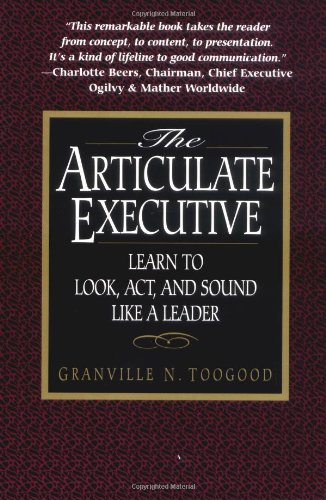 "This remarkable book takes the reader
from concept, to content, to presentation.
It's a kind of lifeline to good communication."
—Charlotte Beers, Chairman, Chief Executive
Ogilvy & Mather Worldwide
The
ARTICULATE
EXECUTIVE
LEARN TO
LOOK, ACT, AND SOUND
LIKE A LEADER
GRANVILLE N. TOOGOOD